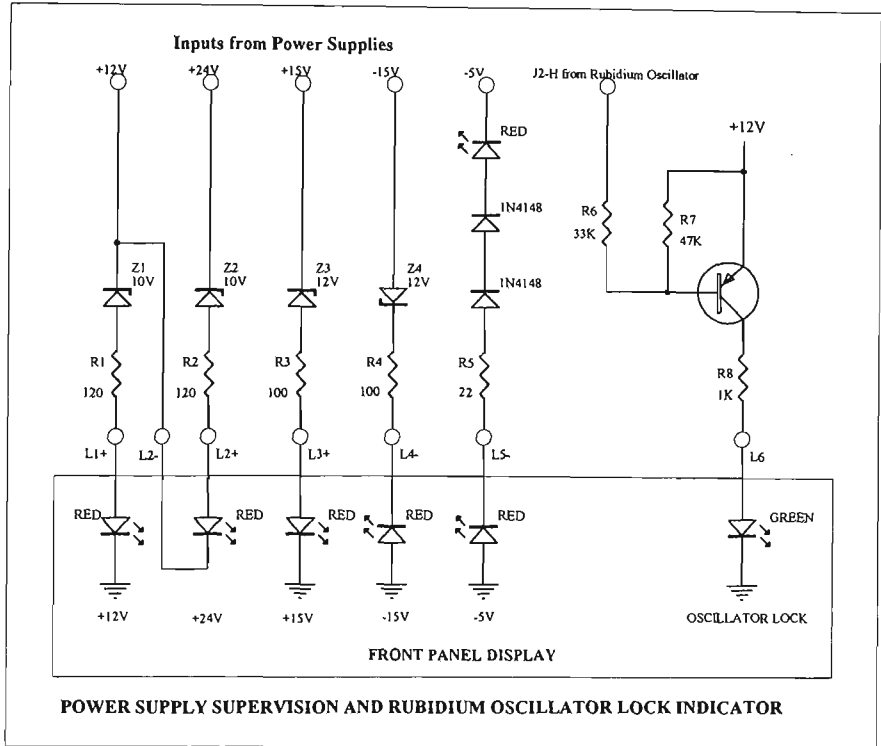 Inputs from Power Supplies
+12V +24V +15V -15V -5V J2-H from Rubidium Oscillator
+12V
RED
1N4148
R6
33K
R7
47K
Z1
10V
Z2
10V
Z3
12V
Z4
12V
1N4148
R1
120
R2
120
R3
100
R4
100
R5
22
R8
1K
L1+ L2- L2+ L3+ L4- L5- L6
RED RED RED RED RED GREEN
+12V +24V +15V -15V -5V OSCILLATOR LOCK
FRONT PANEL DISPLAY
POWER SUPPLY SUPERVISION AND RUBIDIUM OSCILLATOR LOCK INDICATOR